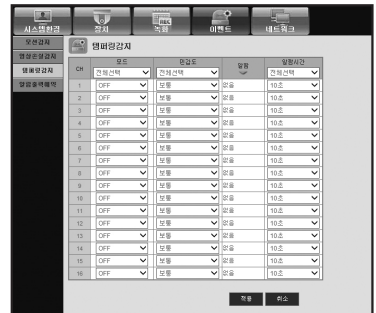 시스템환경 장치 녹화 이벤트 네트워크
모션감지
영상손실감지
탬퍼링감지
알람출력예약
탬퍼링감지
CH 모드 민감도 알람 알람시간
전체선택 전체선택 전체선택
1 OFF 보통 없음 10초
2 OFF 보통 없음 10초
3 OFF 보통 없음 10초
4 OFF 보통 없음 10초
5 OFF 보통 없음 10초
6 OFF 보통 없음 10초
7 OFF 보통 없음 10초
8 OFF 보통 없음 10초
9 OFF 보통 없음 10초
10 OFF 보통 없음 10초
11 OFF 보통 없음 10초
12 OFF 보통 없음 10초
13 OFF 보통 없음 10초
14 OFF 보통 없음 10초
15 OFF 보통 없음 10초
16 OFF 보통 없음 10초
적용 취소